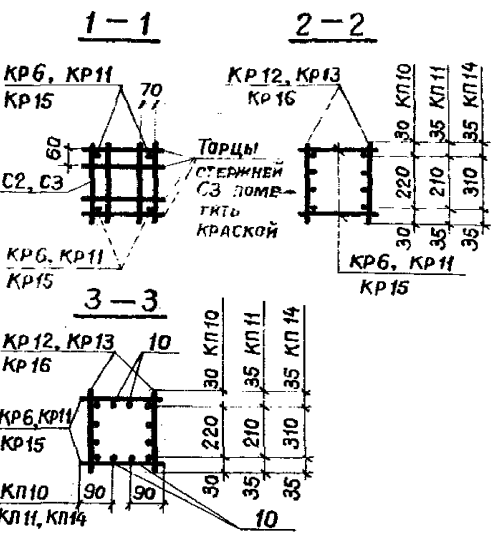 1-1
КР6, КР11
КР15
70
60
С2, С3
Торцы
стержней
С3 поме-
тить
краской
КР6, КР11
КР15
2-2
КР12, КР13
КР16
30 КП10
35 КП11
35 КП14
220
210
310
30
35
35
КР6, КР11
КР15
3-3
КР12, КР13
КР16
10
КР6, КР11
КР15
30 КП10
35 КП11
35 КП14
220
210
310
30
35
35
КП10
КП11, КП14
90
90
10